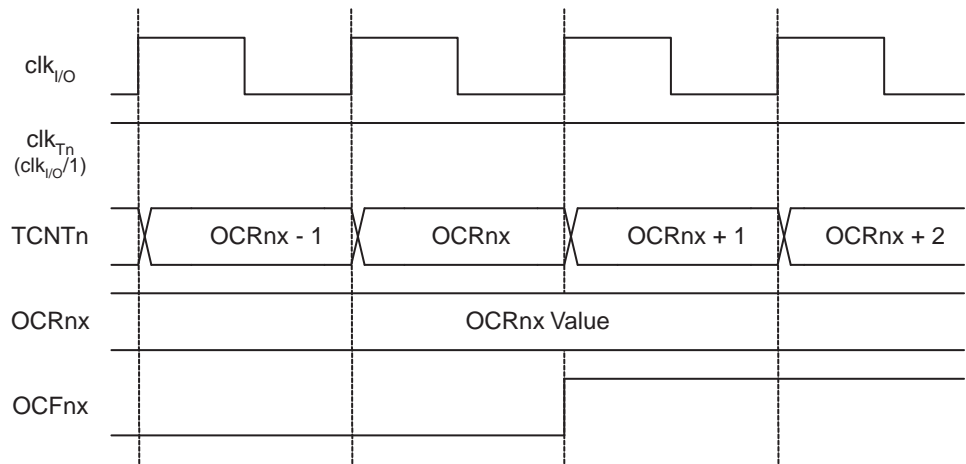 clkI/O
clkTn
(clkI/O/1)
TCNTn OCRnx - 1 OCRnx OCRnx + 1 OCRnx + 2
OCRnx OCRnx Value
OCFnx